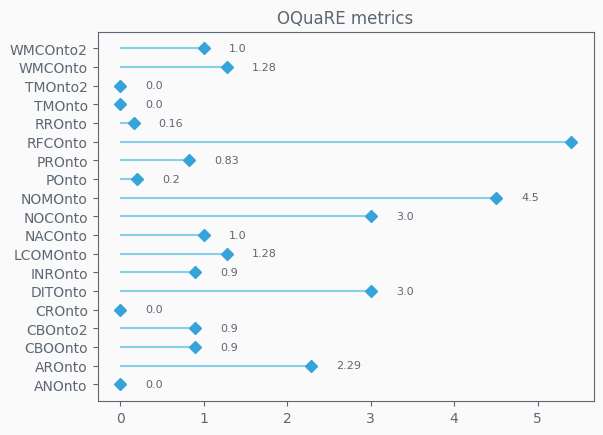 OQuaRE metrics
WMCOnto2 1.0
WMCOnto 1.28
TMOnto2 0.0
TMOnto 0.0
RROnto 0.16
RFCOnto
PROnto 0.83
POnto 0.2
NOMOnto 4.5
NOCOnto 3.0
NACOnto 1.0
LCOMOnto 1.28
INROnto 0.9
DITOnto 3.0
CROnto 0.0
CBOnto2 0.9
CBOOnto 0.9
AROnto 2.29
ANOnto 0.0
0 1 2 3 4 5